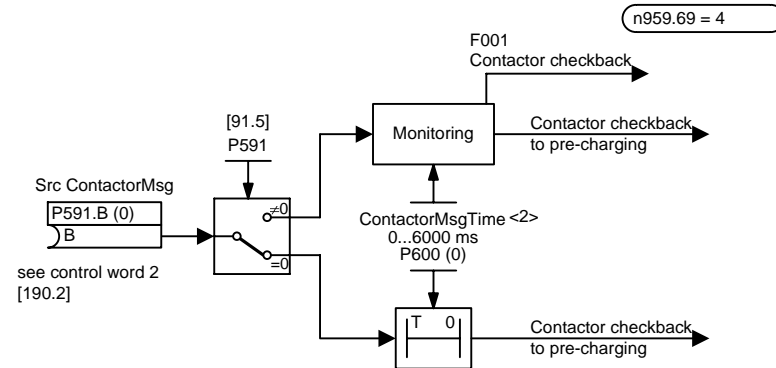 n959.69 = 4
F001
Contactor checkback
[91.5]
P591
Monitoring
Contactor checkback
to pre-charging
Src ContactorMsg
P591.B (0)
B
≠0
=0
ContactorMsgTime <2>
0...6000 ms
P600 (0)
see control word 2
[190.2]
T 0
Contactor checkback
to pre-charging